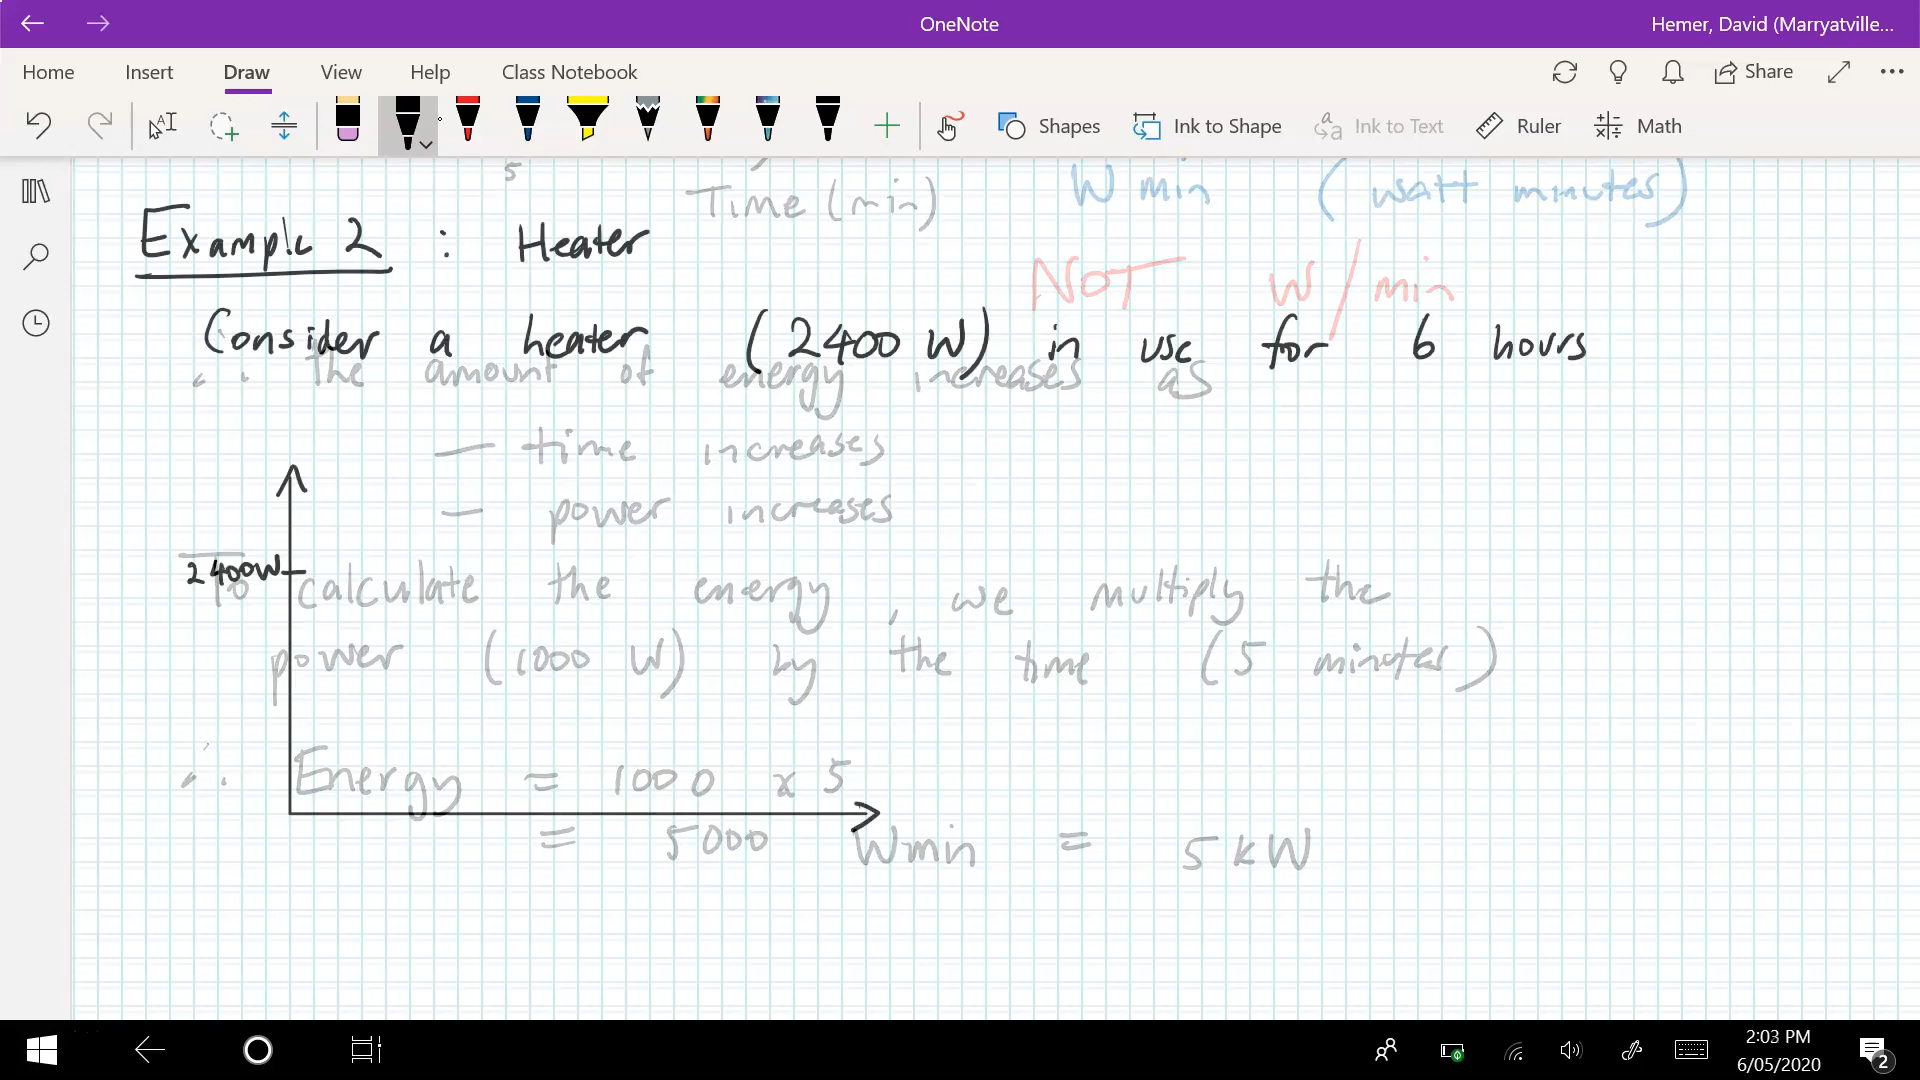 OneNote
Hemer, David (Marryatville...
Home Insert Draw View Help Class Notebook Share
Shapes Ink to Shape Ink to Text Ruler Math
5
Time (min) W min (watt minutes)
Example 2 : Heater
NOT W/min
Consider a heater (2400 W) in use for 6 hours
∴ the amount of energy increases as
— time increases
— power increases
2400W
To calculate the energy, we multiply the
power (1000 W) by the time (5 minutes)
∴ Energy = 1000 x 5
= 5000 Wmin = 5 kW
2:03 PM
6/05/2020
2